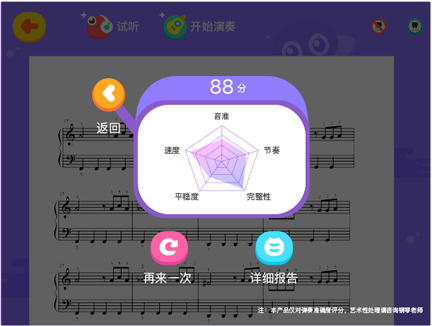 试听
开始演奏
88 分
音准
速度
节奏
平稳度
完整性
返回
再来一次
详细报告
注：本产品仅对弹奏准确度评分，艺术性处理请咨询钢琴老师